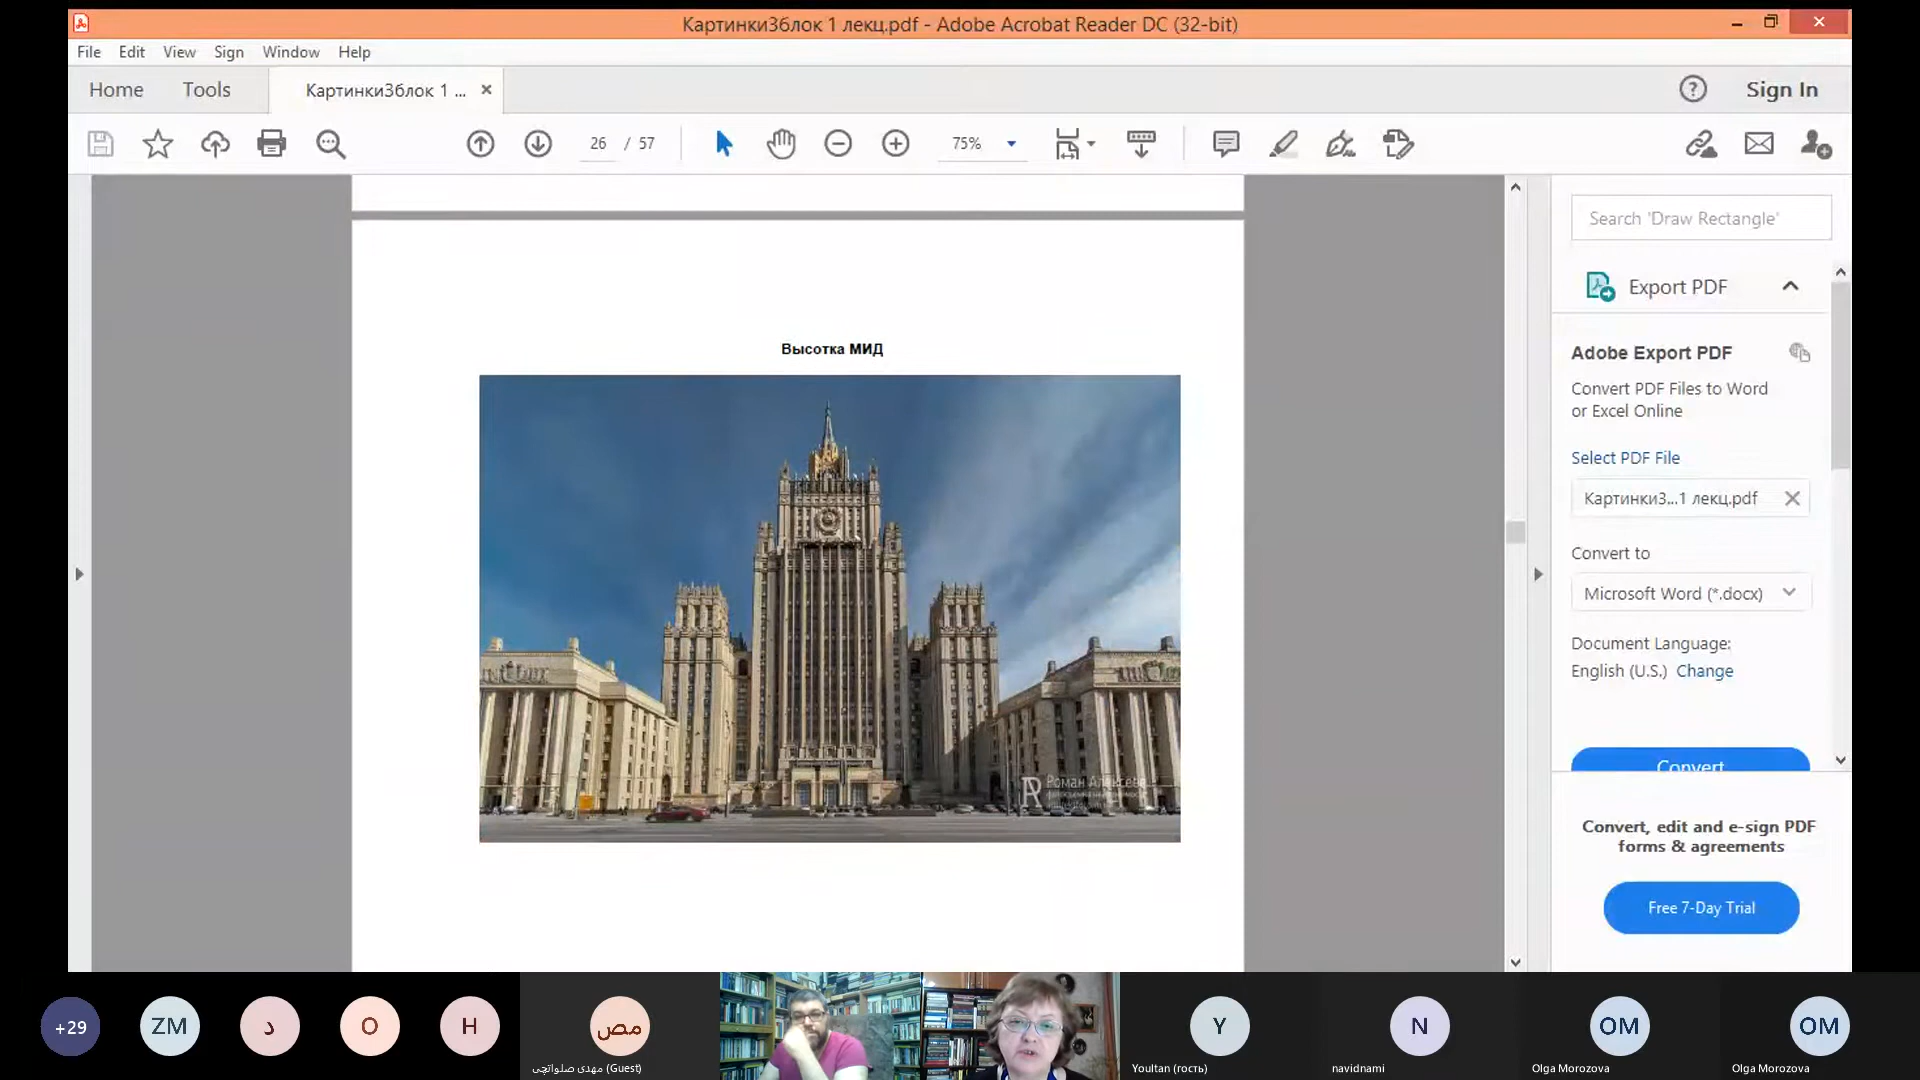 Картинки3блок 1 лекц.pdf - Adobe Acrobat Reader DC (32-bit)
File Edit View Sign Window Help
Home Tools Картинки3блок 1 ... Sign In
26 / 57 75%
Search 'Draw Rectangle'
Export PDF
Adobe Export PDF
Convert PDF Files to Word
or Excel Online
Select PDF File
Картинки3...1 лекц.pdf
Convert to
Microsoft Word (*.docx)
Document Language:
English (U.S.) Change
Convert
Convert, edit and e-sign PDF
forms & agreements
Free 7-Day Trial
Высотка МИД
Роман Алексеев
+29
ZM
د
O
H
مص
مهدی صلواتچی (Guest)
Y
Youltan (гость)
N
navidnami
OM
Olga Morozova
OM
Olga Morozova